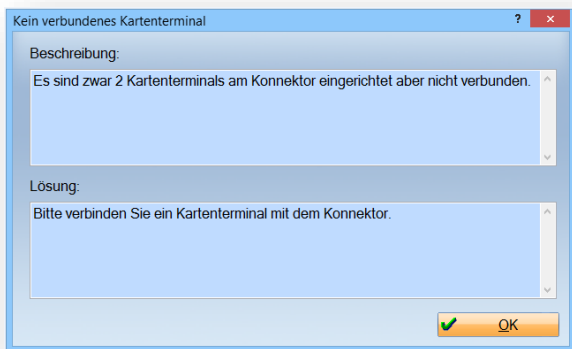 Kein verbundenes Kartenterminal
?
×
Beschreibung:
Es sind zwar 2 Kartenterminals am Konnektor eingerichtet aber nicht verbunden.
Lösung:
Bitte verbinden Sie ein Kartenterminal mit dem Konnektor.
OK